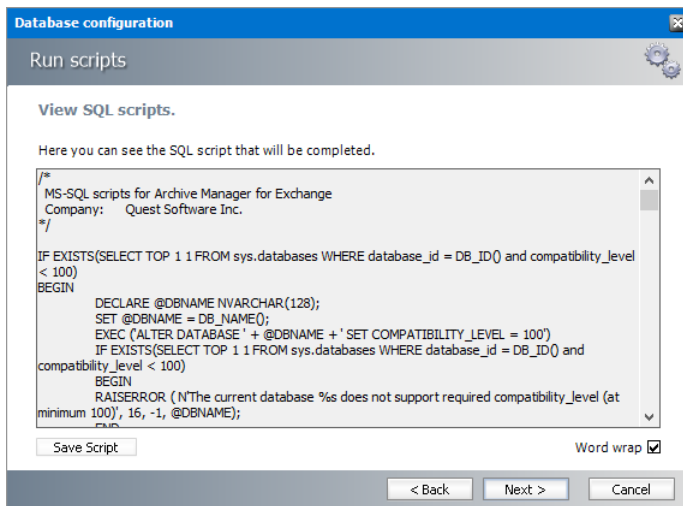 Database configuration
Run scripts
View SQL scripts.
Here you can see the SQL script that will be completed.
/*
MS-SQL scripts for Archive Manager for Exchange
Company: Quest Software Inc.
*/
IF EXISTS(SELECT TOP 1 1 FROM sys.databases WHERE database_id = DB_ID() and compatibility_level
< 100)
BEGIN
DECLARE @DBNAME NVARCHAR(128);
SET @DBNAME = DB_NAME();
EXEC ('ALTER DATABASE ' + @DBNAME + ' SET COMPATIBILITY_LEVEL = 100')
IF EXISTS(SELECT TOP 1 1 FROM sys.databases WHERE database_id = DB_ID() and
compatibility_level < 100)
BEGIN
RAISERROR ( N'The current database %s does not support required compatibility_level (at
minimum 100)', 16, -1, @DBNAME);
END
Save Script
Word wrap
< Back
Next >
Cancel